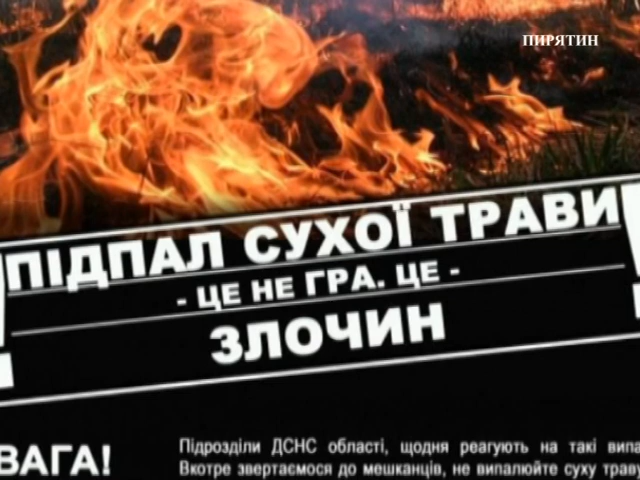 ПИРЯТИН
ПІДПАЛ СУХОЇ ТРАВИ
- ЦЕ НЕ ГРА. ЦЕ -
ЗЛОЧИН
ВАГА!
Підрозділи ДСНС області, щодня реагують на такі випа
Вкотре звертаємося до мешканців, не випалюйте суху траву